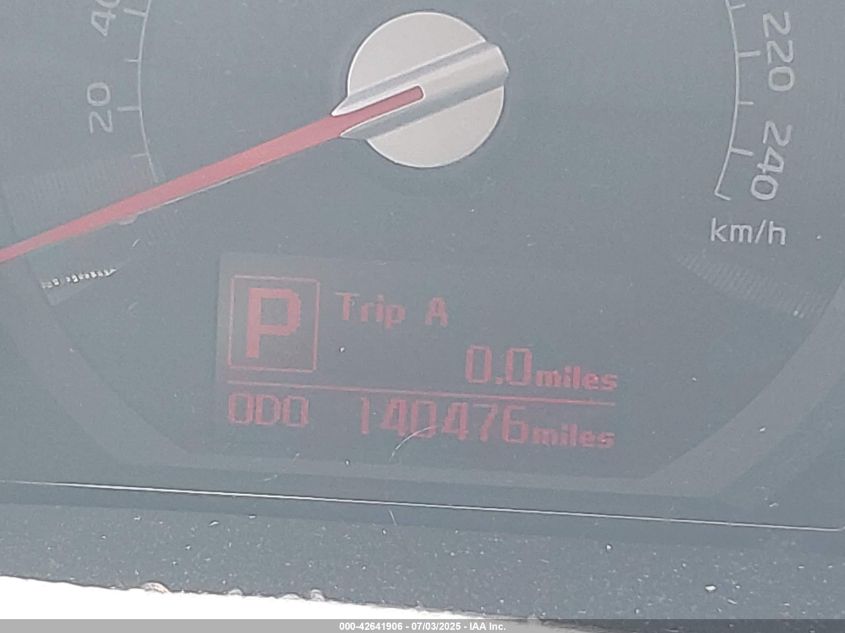 40
20
220
240
km/h
P
Trip A
0.0miles
ODO 140476miles
000-42641906 - 07/03/2025 - IAA Inc.